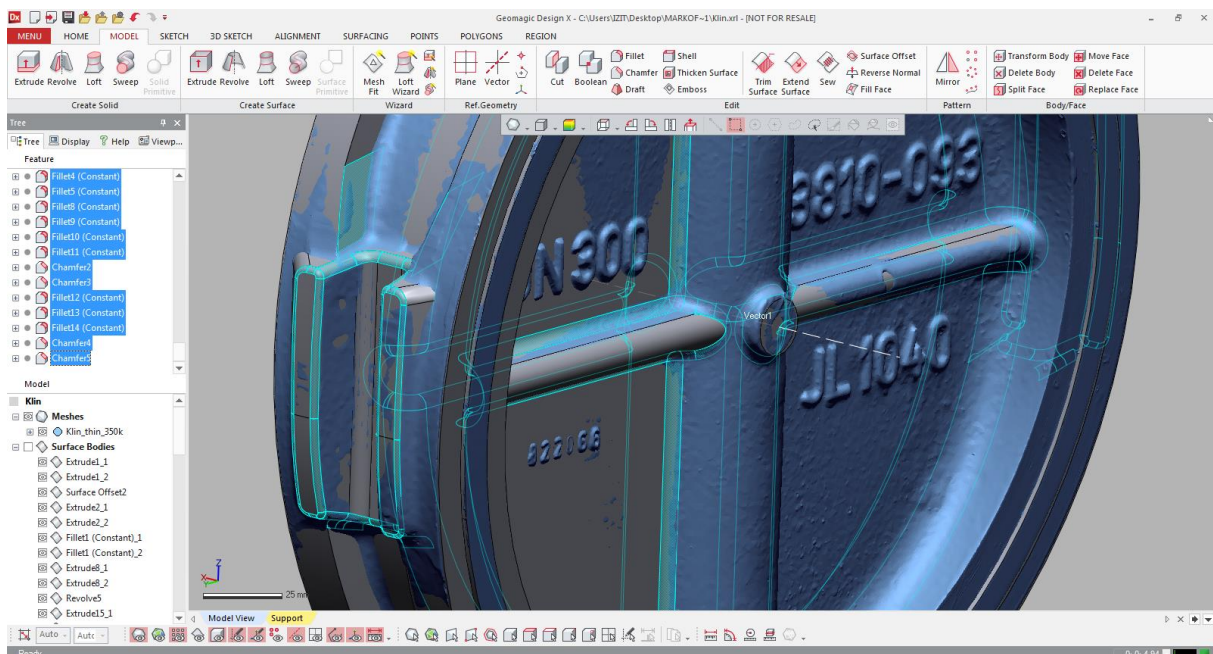 Geomagic Design X - C:\Users\IZIT\Desktop\MARKOF~1\Klin.xrl - [NOT FOR RESALE]
MENU HOME MODEL SKETCH 3D SKETCH ALIGNMENT SURFACING POINTS POLYGONS REGION
Extrude Revolve Loft Sweep Solid Primitive
Create Solid
Extrude Revolve Loft Sweep Surface Primitive
Create Surface
Mesh Fit Loft Wizard
Wizard
Plane Vector
Ref.Geometry
Cut Boolean Fillet Chamfer Draft Shell Thicken Surface Emboss Trim Surface Extend Surface Sew Surface Offset Reverse Normal Fill Face
Edit
Mirror
Pattern
Transform Body Delete Body Split Face Move Face Delete Face Replace Face
Body/Face
Tree
Tree Display Help Viewp...
Feature
Fillet4 (Constant)
Fillet5 (Constant)
Fillet8 (Constant)
Fillet9 (Constant)
Fillet10 (Constant)
Fillet11 (Constant)
Chamfer2
Chamfer3
Fillet12 (Constant)
Fillet13 (Constant)
Fillet14 (Constant)
Chamfer4
Chamfer5
Model
Klin
Meshes
Klin_thin_350k
Surface Bodies
Extrude1_1
Extrude1_2
Surface Offset2
Extrude2_1
Extrude2_2
Fillet1 (Constant)_1
Fillet1 (Constant)_2
Extrude8_1
Extrude8_2
Revolve5
Extrude15_1
3810-093
N300
Vector1
JL1040
Z
X
25 mm
Model View Support
Auto
Ready